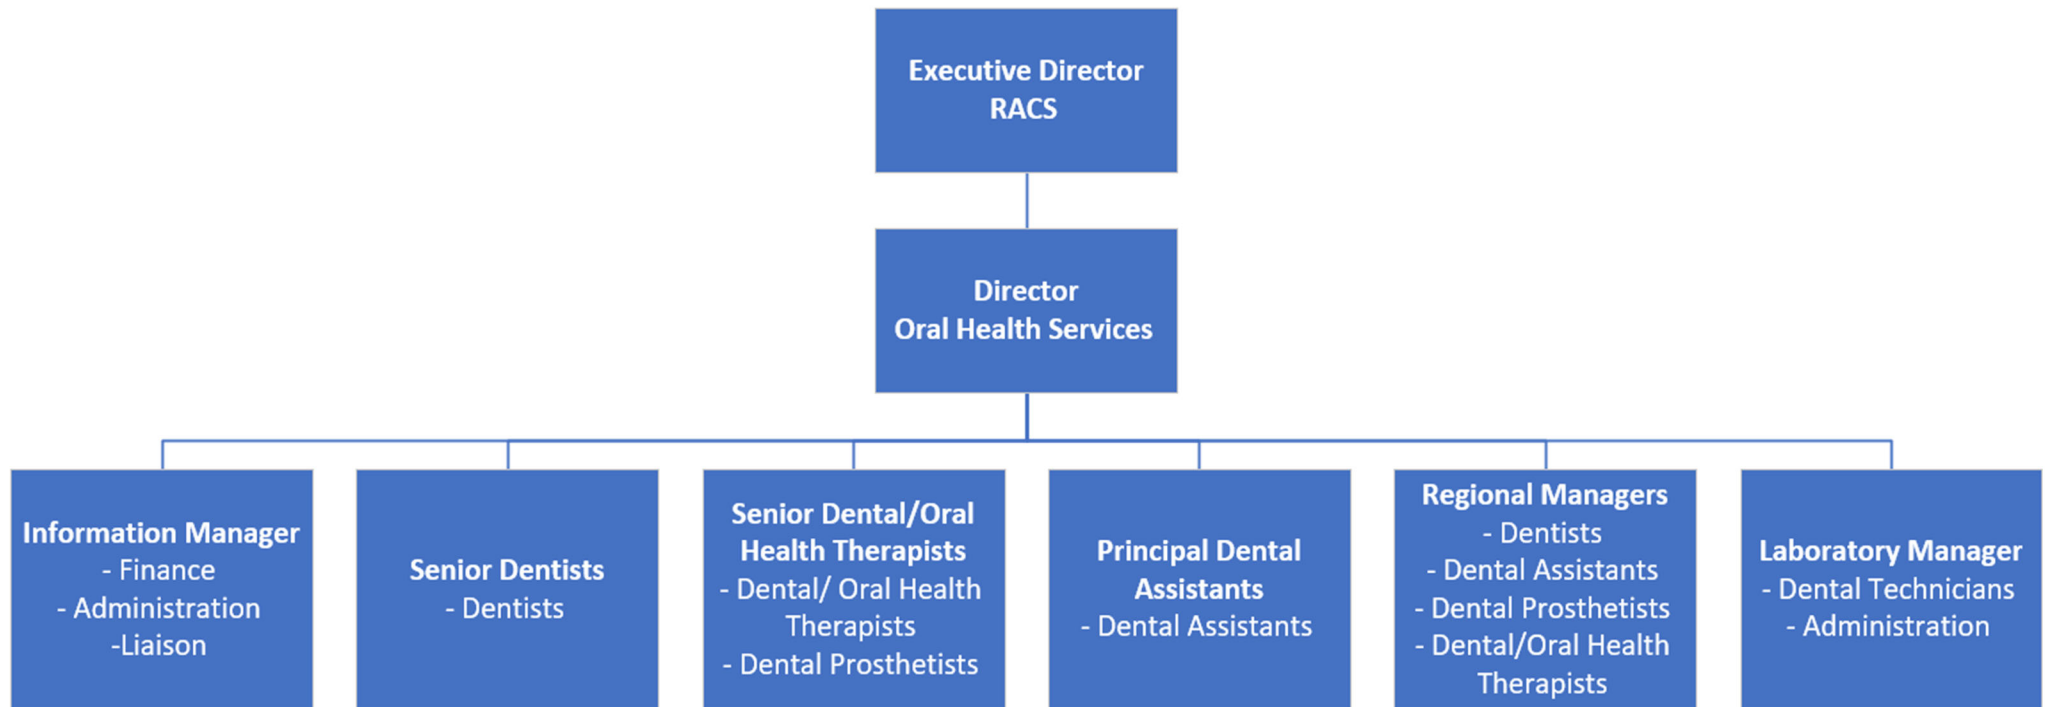 Executive Director
RACS
Director
Oral Health Services
Information Manager
- Finance
- Administration
-Liaison
Senior Dentists
- Dentists
Senior Dental/Oral
Health Therapists
- Dental/ Oral Health
Therapists
- Dental Prosthetists
Principal Dental
Assistants
- Dental Assistants
Regional Managers
- Dentists
- Dental Assistants
- Dental Prosthetists
- Dental/Oral Health
Therapists
Laboratory Manager
- Dental Technicians
- Administration